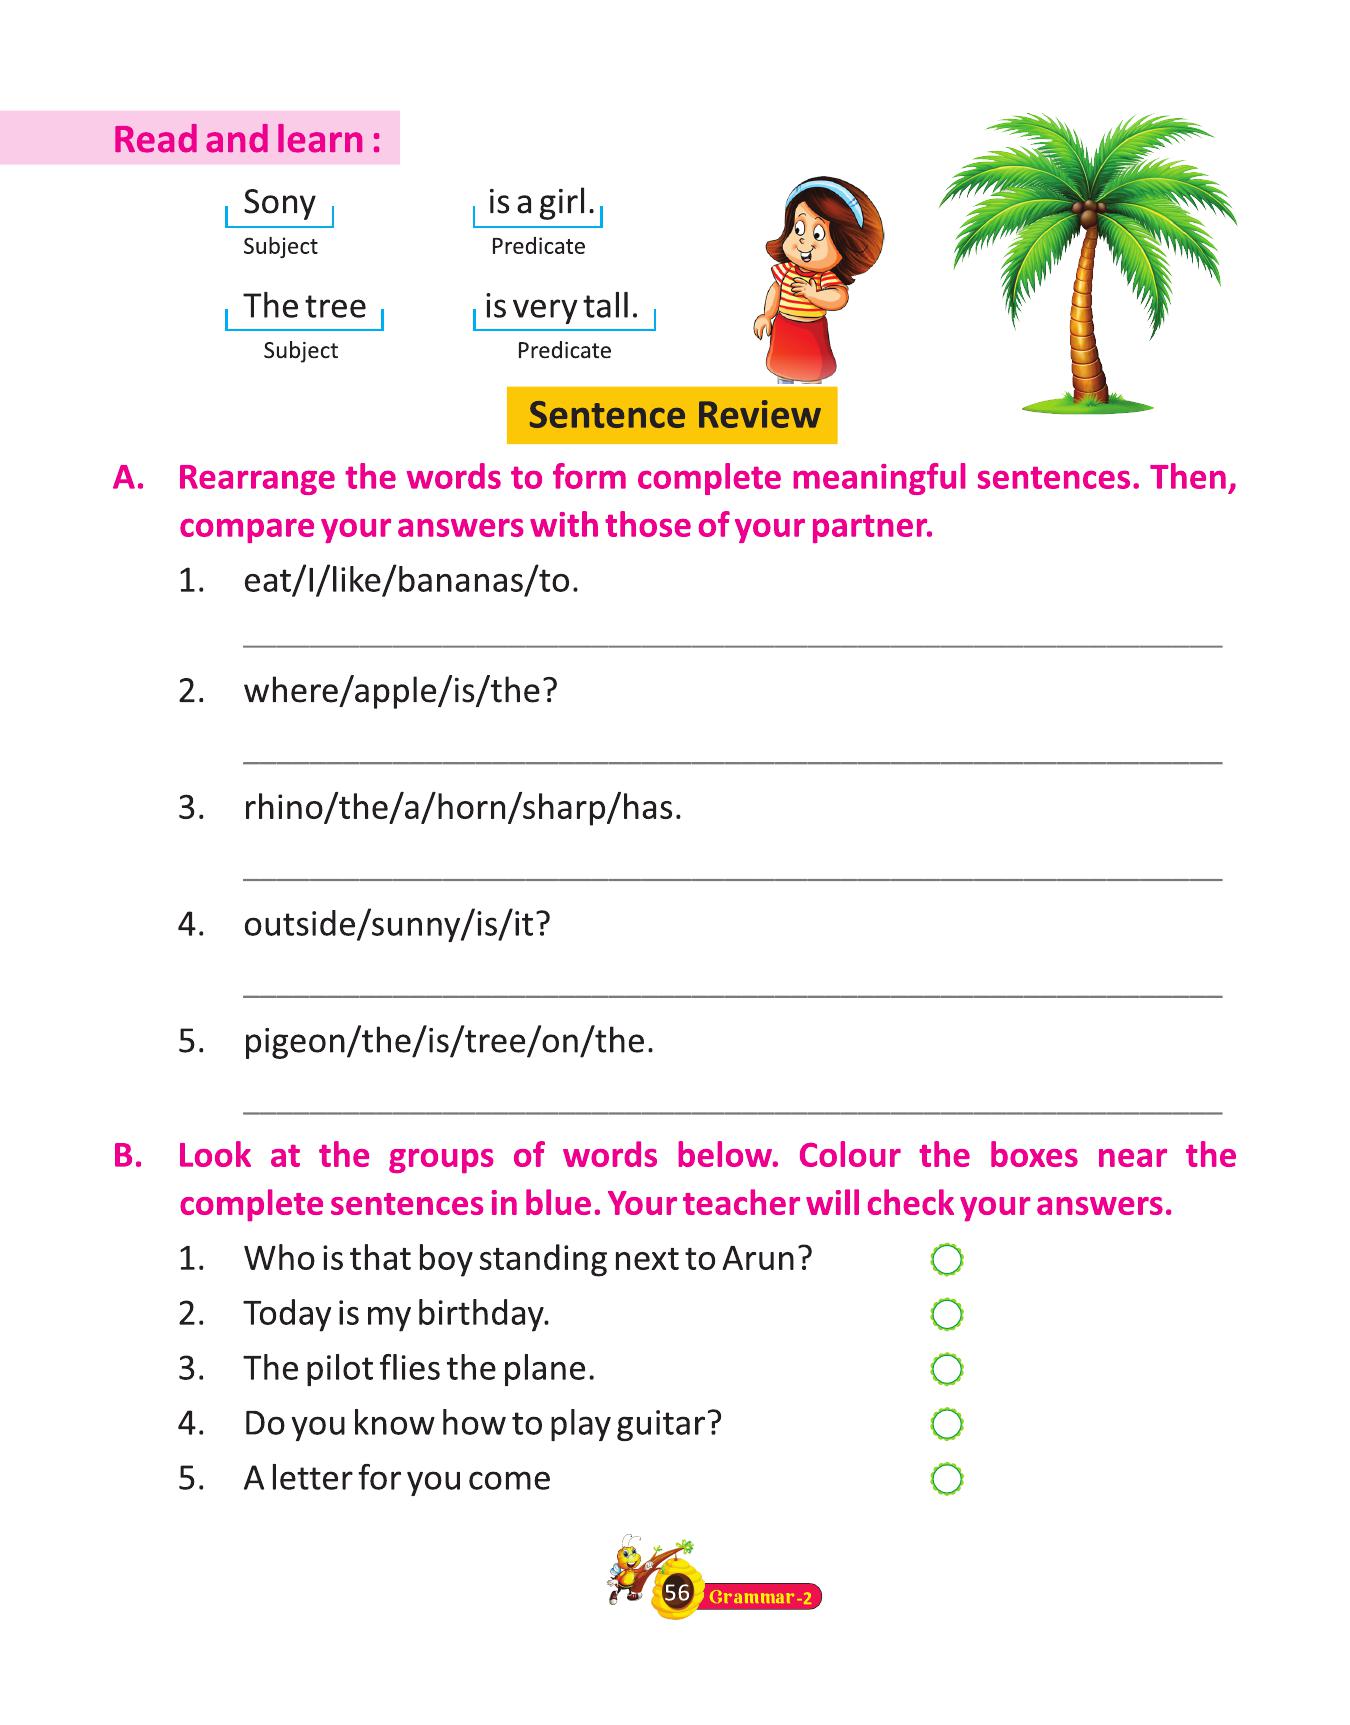 Read and learn :
Sony is a girl.
Subject Predicate
The tree is very tall.
Subject Predicate
Sentence Review
A. Rearrange the words to form complete meaningful sentences. Then,
compare your answers with those of your partner.
1. eat/I/like/bananas/to.
2. where/apple/is/the?
3. rhino/the/a/horn/sharp/has.
4. outside/sunny/is/it?
5. pigeon/the/is/tree/on/the.
B. Look at the groups of words below. Colour the boxes near the
complete sentences in blue. Your teacher will check your answers.
1. Who is that boy standing next to Arun?
2. Today is my birthday.
3. The pilot flies the plane.
4. Do you know how to play guitar?
5. A letter for you come
56 Grammar-2